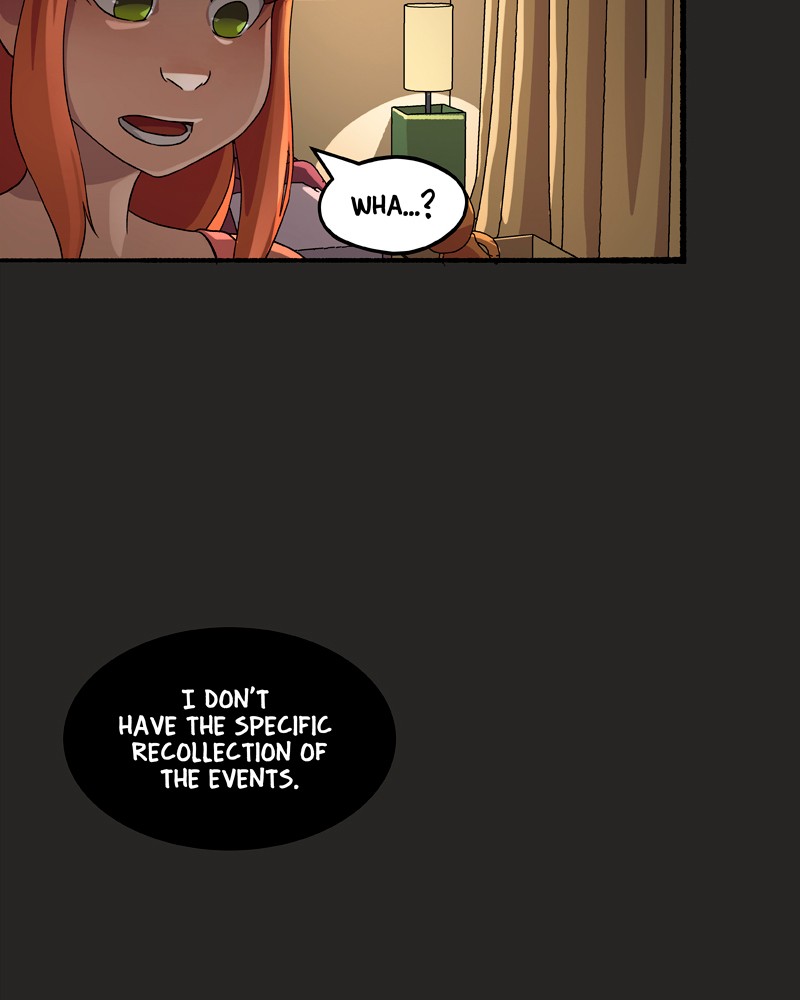 WHA...?
I DON'T
HAVE THE SPECIFIC
RECOLLECTION OF
THE EVENTS.